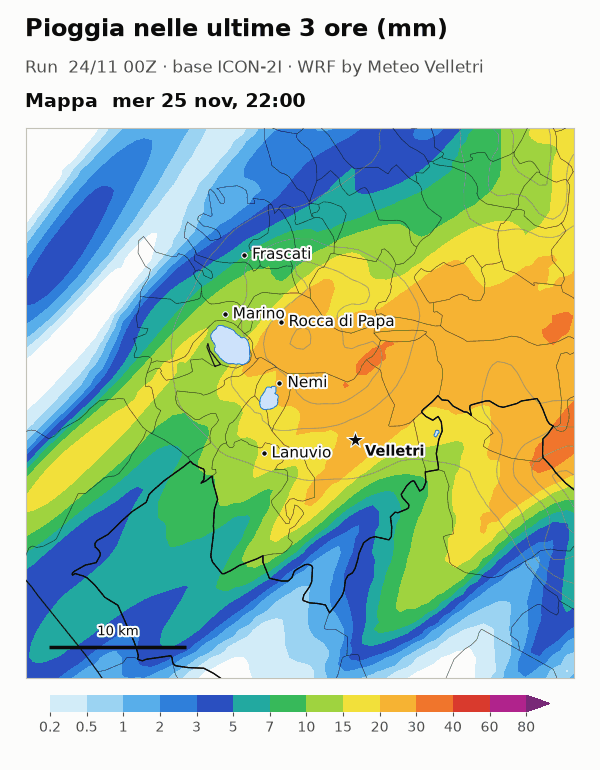 Pioggia nelle ultime 3 ore (mm)
Run  24/11 00Z · base ICON-2I · WRF by Meteo Velletri
Mappa  mer 25 nov, 22:00
Frascati
Marino
Rocca di Papa
Nemi
Velletri
Lanuvio
10 km
0.2 0.5 1 2 3 5 7 10 15 20 30 40 60 80